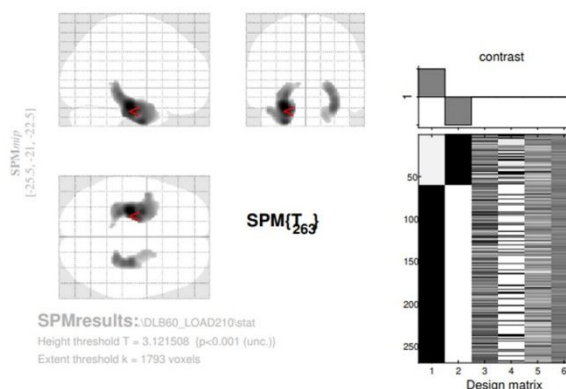 contrast
1
SPMmip
[-25.5, -21, -22.5]
SPM{T263}
50
100
150
200
250
1 2 3 4 5 6
Design matrix
SPMresults: .\DLB60_LOAD210\stat
Height threshold T = 3.121508 {p<0.001 (unc.)}
Extent threshold k = 1793 voxels